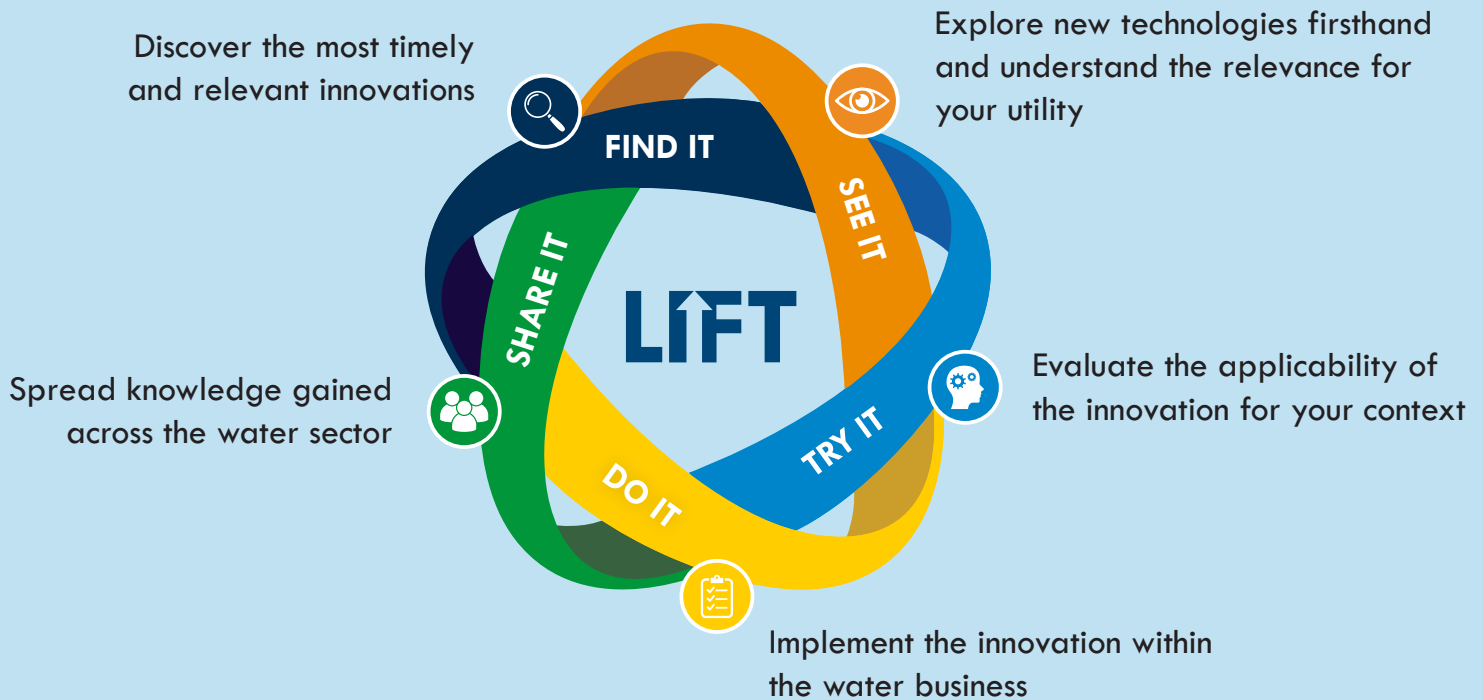 Discover the most timely
and relevant innovations
FIND IT
Explore new technologies firsthand
and understand the relevance for
your utility
SEE IT
Evaluate the applicability of
the innovation for your context
TRY IT
Implement the innovation within
the water business
DO IT
Spread knowledge gained
across the water sector
SHARE IT
LIFT